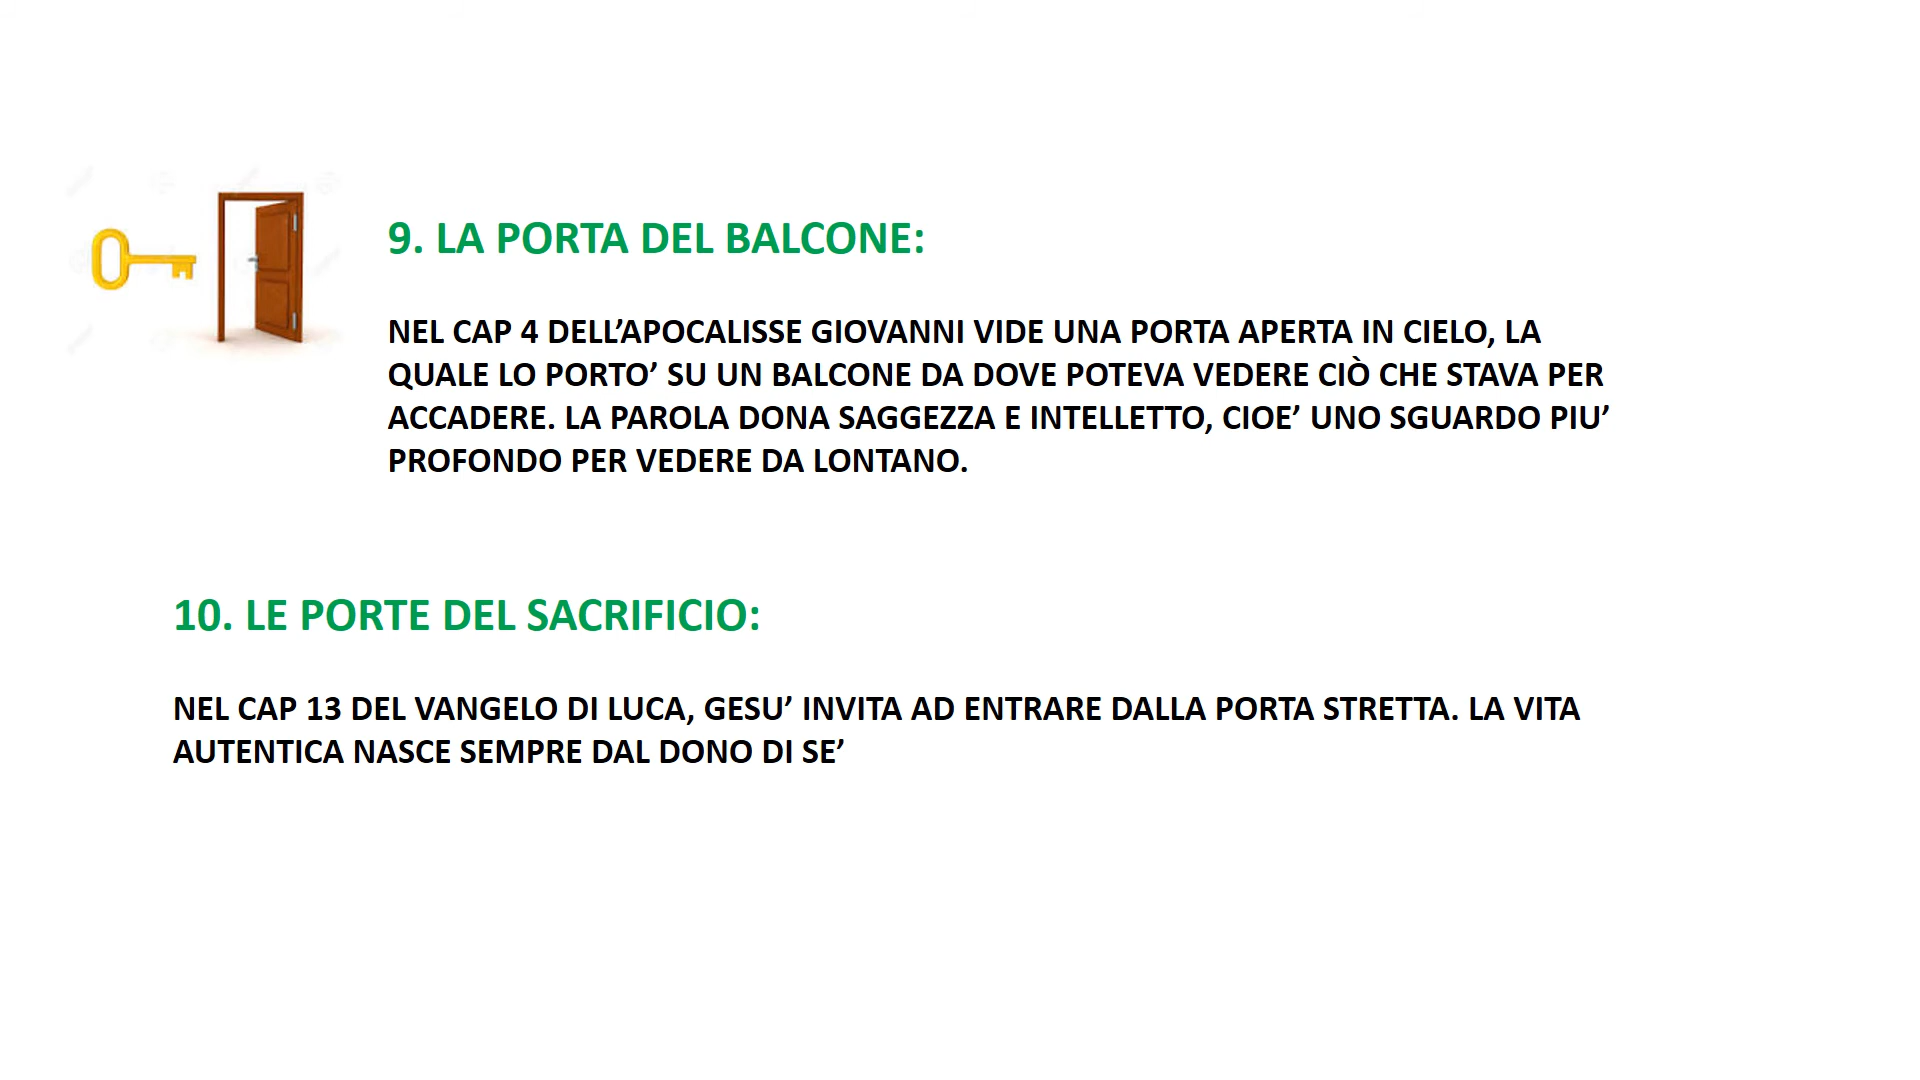 9. LA PORTA DEL BALCONE:
NEL CAP 4 DELL’APOCALISSE GIOVANNI VIDE UNA PORTA APERTA IN CIELO, LA
QUALE LO PORTO’ SU UN BALCONE DA DOVE POTEVA VEDERE CIÒ CHE STAVA PER
ACCADERE. LA PAROLA DONA SAGGEZZA E INTELLETTO, CIOE’ UNO SGUARDO PIU’
PROFONDO PER VEDERE DA LONTANO.
10. LE PORTE DEL SACRIFICIO:
NEL CAP 13 DEL VANGELO DI LUCA, GESU’ INVITA AD ENTRARE DALLA PORTA STRETTA. LA VITA
AUTENTICA NASCE SEMPRE DAL DONO DI SE’